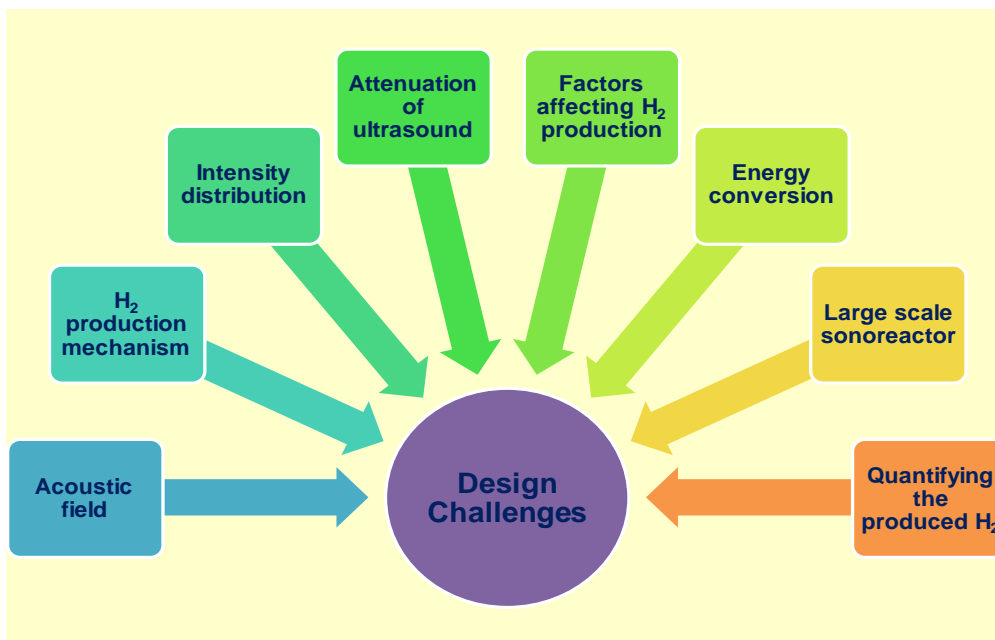 Attenuation
of
ultrasound
Factors
affecting H₂
production
Intensity
distribution
Energy
conversion
H₂
production
mechanism
Large scale
sonoreactor
Acoustic
field
Design
Challenges
Quantifying
the
produced H₂